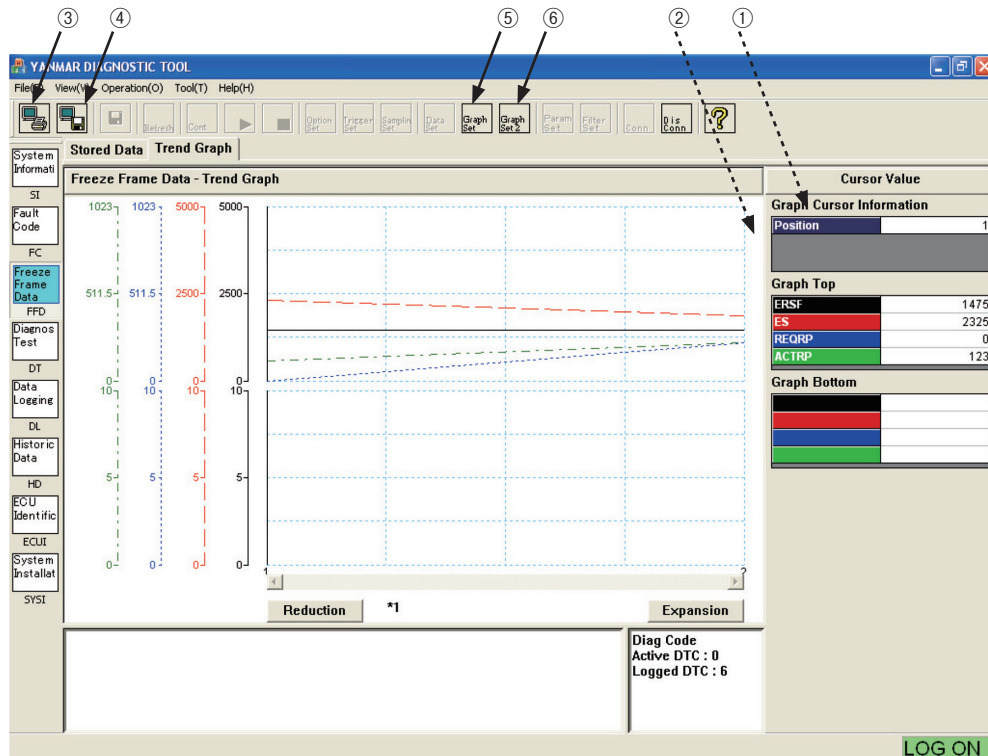 ③ ④ ⑤ ⑥ ② ①
YANMAR DIAGNOSTIC TOOL
View(V) Operation(O) Tool(T) Help(H)
Refresh Cont Option Set Trigger Set Samplin Set Data Set Graph Set Graph Set 2 Param Set Filter Set Conn Dis Conn ?
System Informati
SI
Fault Code
FC
Freeze Frame Data
FFD
Diagnos Test
DT
Data Logging
DL
Historic Data
HD
ECU Identific
ECUI
System Installat
SYSI
Stored Data Trend Graph
Freeze Frame Data - Trend Graph
1023 1023 5000 5000
511.5 511.5 2500 2500
0 0 0 0
10 10 10 10
5 5 5 5
0 0 0 0
1 2
Reduction *1 Expansion
Cursor Value
Graph Cursor Information
Position 1
Graph Top
ERSF 1475
ES 2325
REQRP 0
ACTRP 123
Graph Bottom
Diag Code
Active DTC : 0
Logged DTC : 6
LOG ON